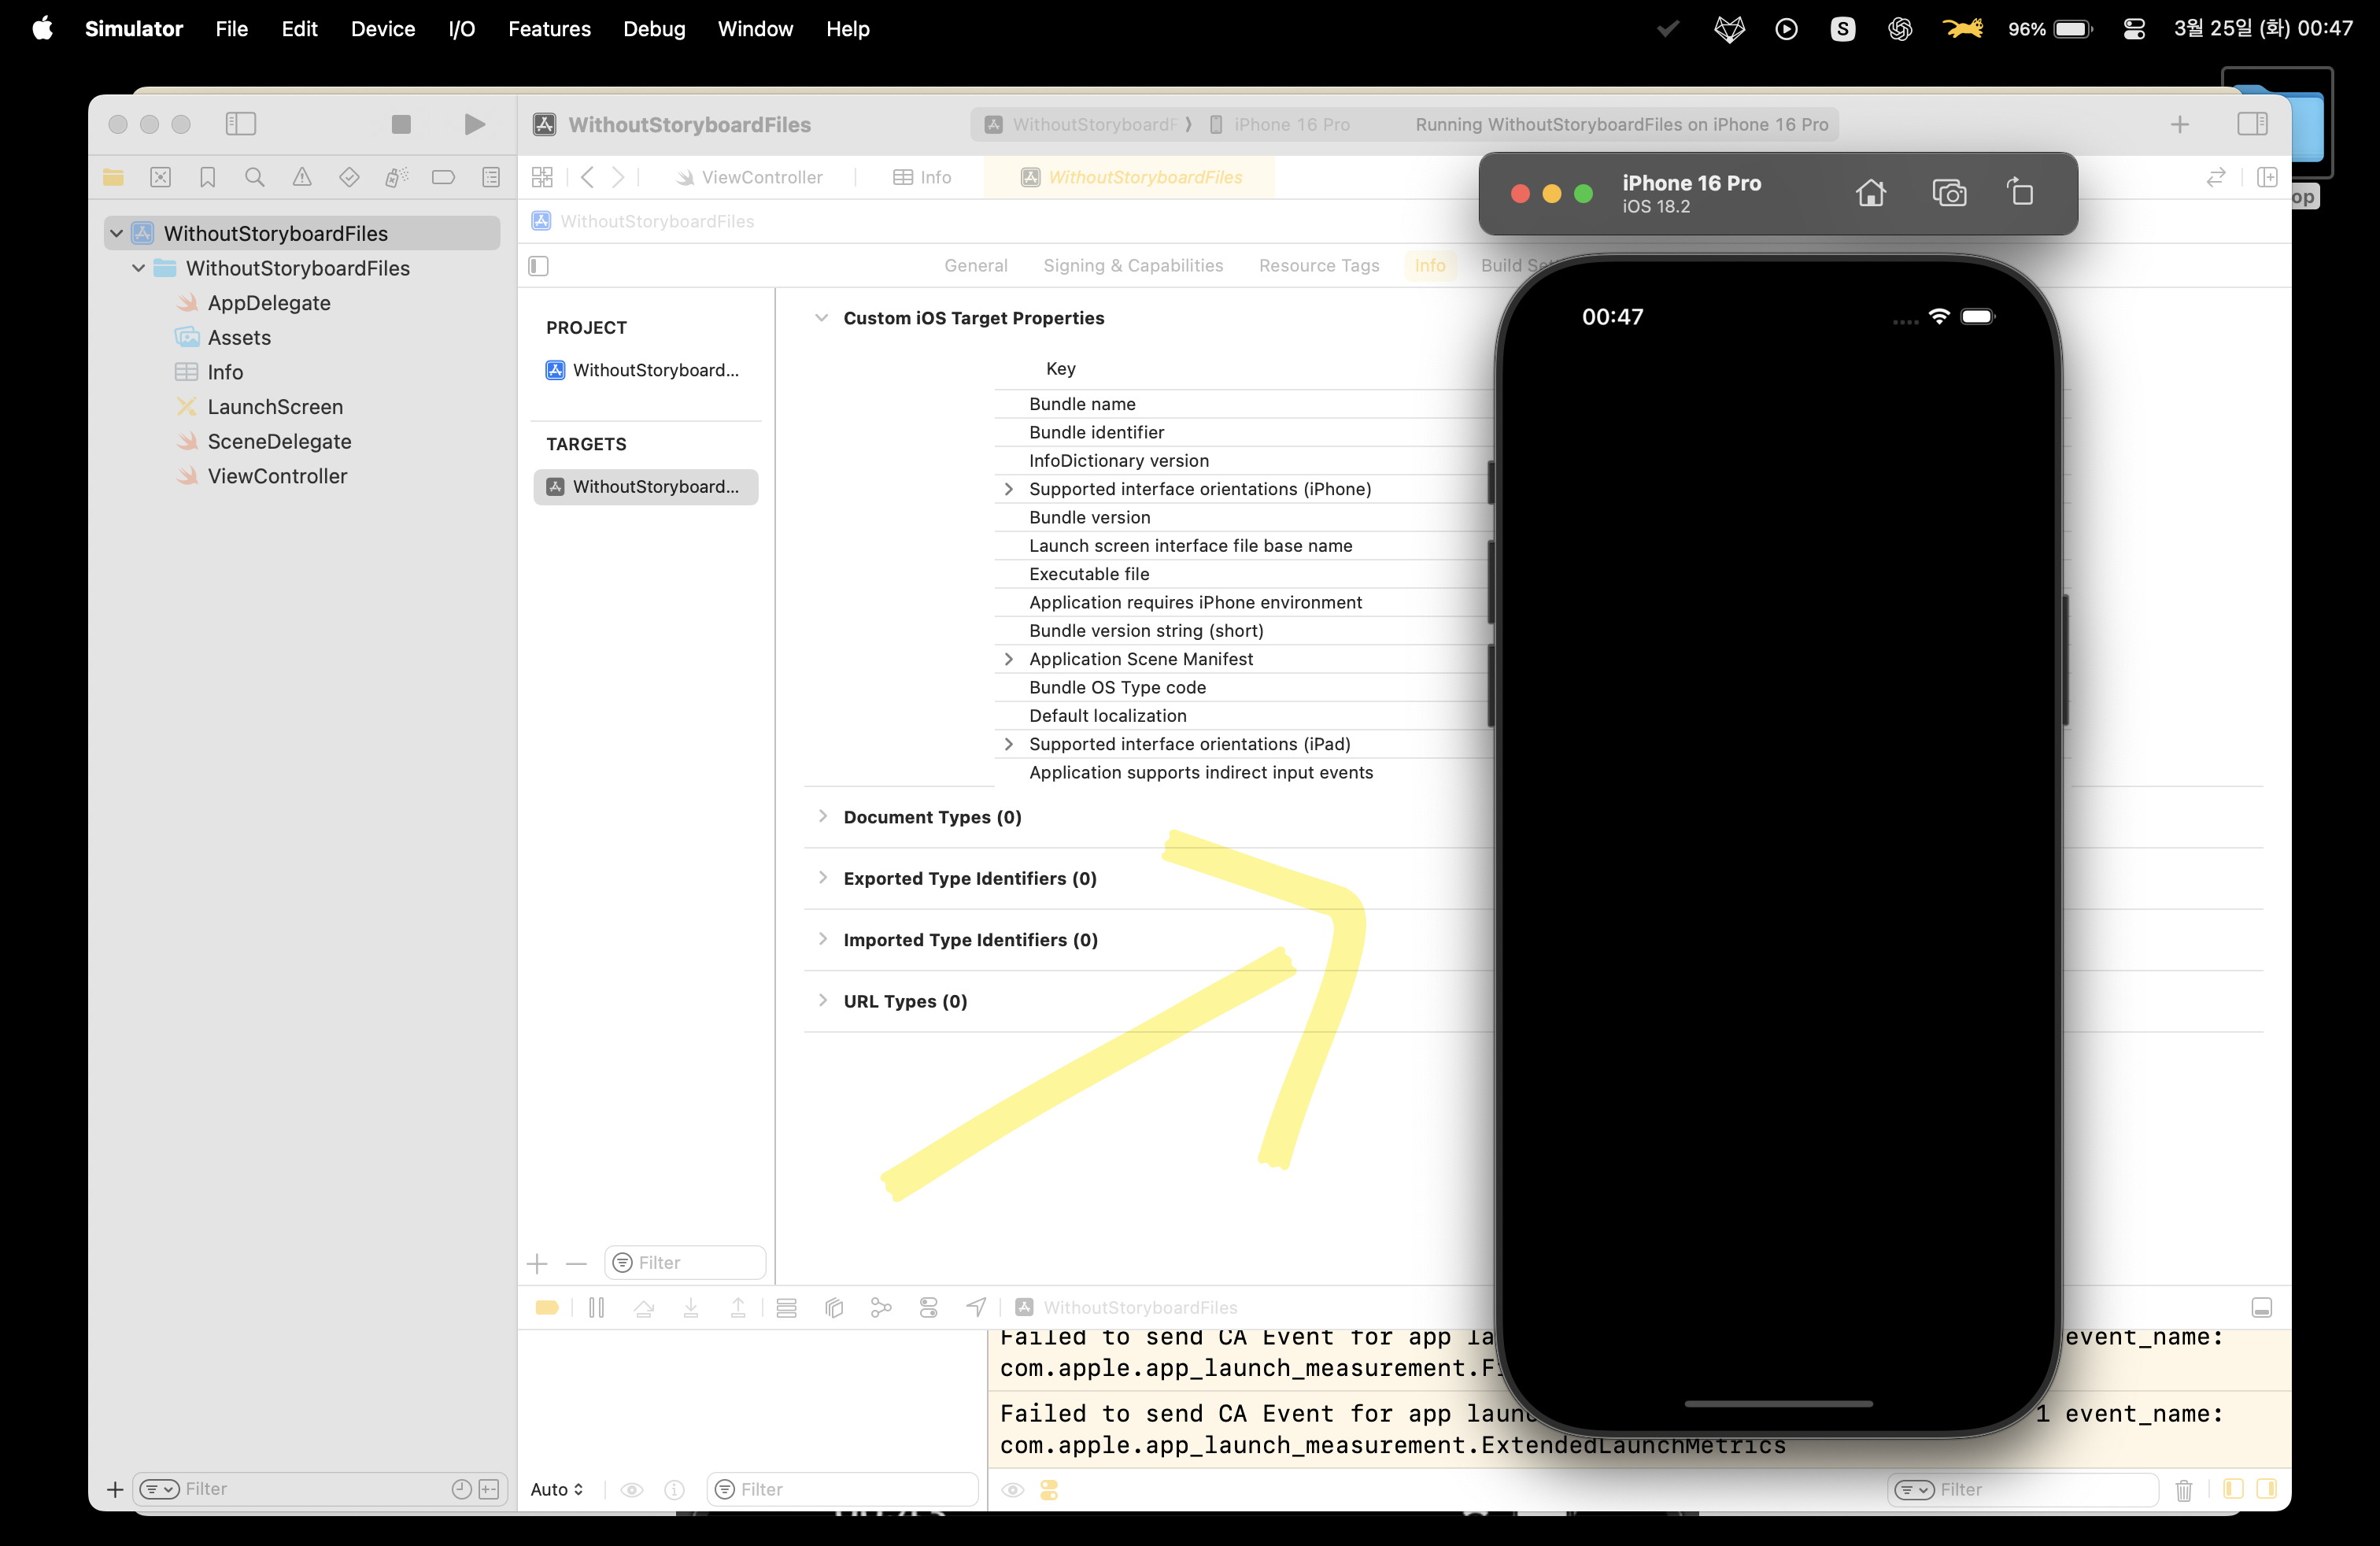 Simulator File Edit Device I/O Features Debug Window Help S 96% 3월 25일 (화) 00:47
WithoutStoryboardFiles WithoutStoryboardF iPhone 16 Pro Running WithoutStoryboardFiles on iPhone 16 Pro
ViewController Info WithoutStoryboardFiles
op
WithoutStoryboardFiles
WithoutStoryboardFiles
WithoutStoryboardFiles
AppDelegate
Assets
Info
LaunchScreen
SceneDelegate
ViewController
General Signing & Capabilities Resource Tags Info Build Set
PROJECT
WithoutStoryboard...
TARGETS
WithoutStoryboard...
Custom iOS Target Properties
Key
Bundle name
Bundle identifier
InfoDictionary version
Supported interface orientations (iPhone)
Bundle version
Launch screen interface file base name
Executable file
Application requires iPhone environment
Bundle version string (short)
Application Scene Manifest
Bundle OS Type code
Default localization
Supported interface orientations (iPad)
Application supports indirect input events
Document Types (0)
Exported Type Identifiers (0)
Imported Type Identifiers (0)
URL Types (0)
Filter
iPhone 16 Pro
iOS 18.2
00:47
WithoutStoryboardFiles
Failed to send CA Event for app la event_name:
com.apple.app_launch_measurement.Fi
Failed to send CA Event for app launc 1 event_name:
com.apple.app_launch_measurement.ExtendedLaunchMetrics
Filter
Auto
Filter
Filter